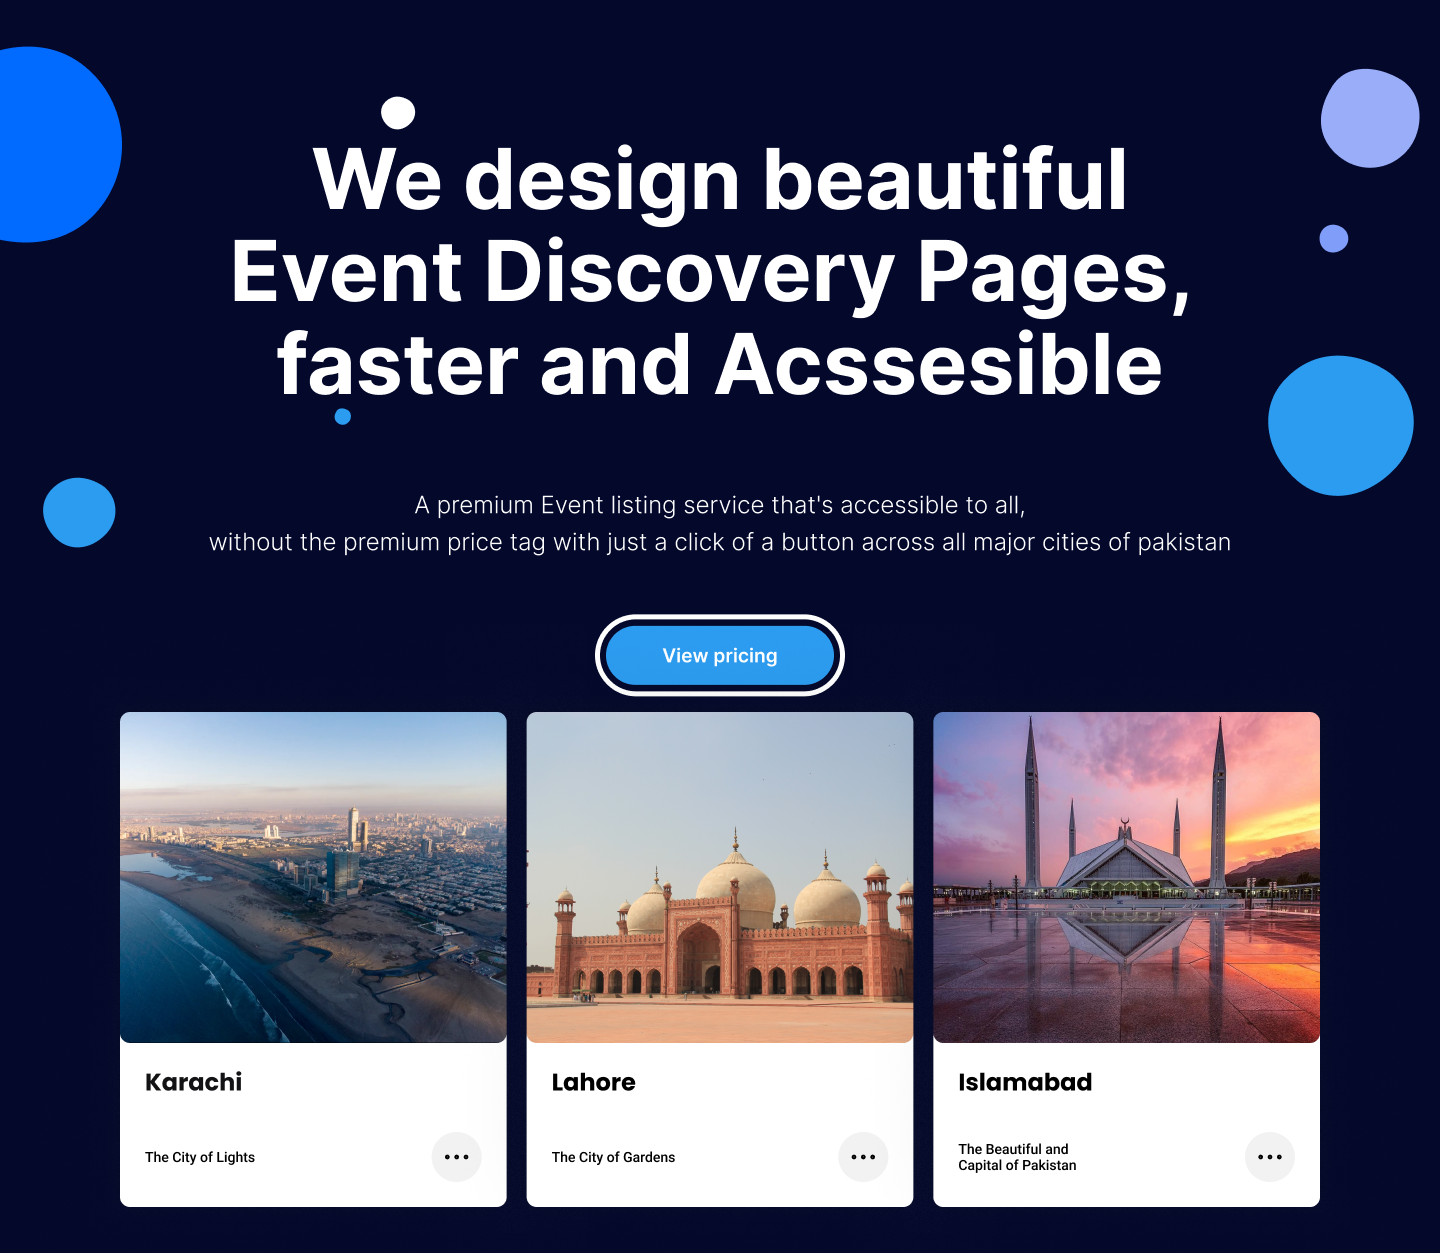 We design beautiful
Event Discovery Pages,
faster and Acssesible
A premium Event listing service that's accessible to all,
without the premium price tag with just a click of a button across all major cities of pakistan
View pricing
Karachi
The City of Lights
Lahore
The City of Gardens
Islamabad
The Beautiful and
Capital of Pakistan